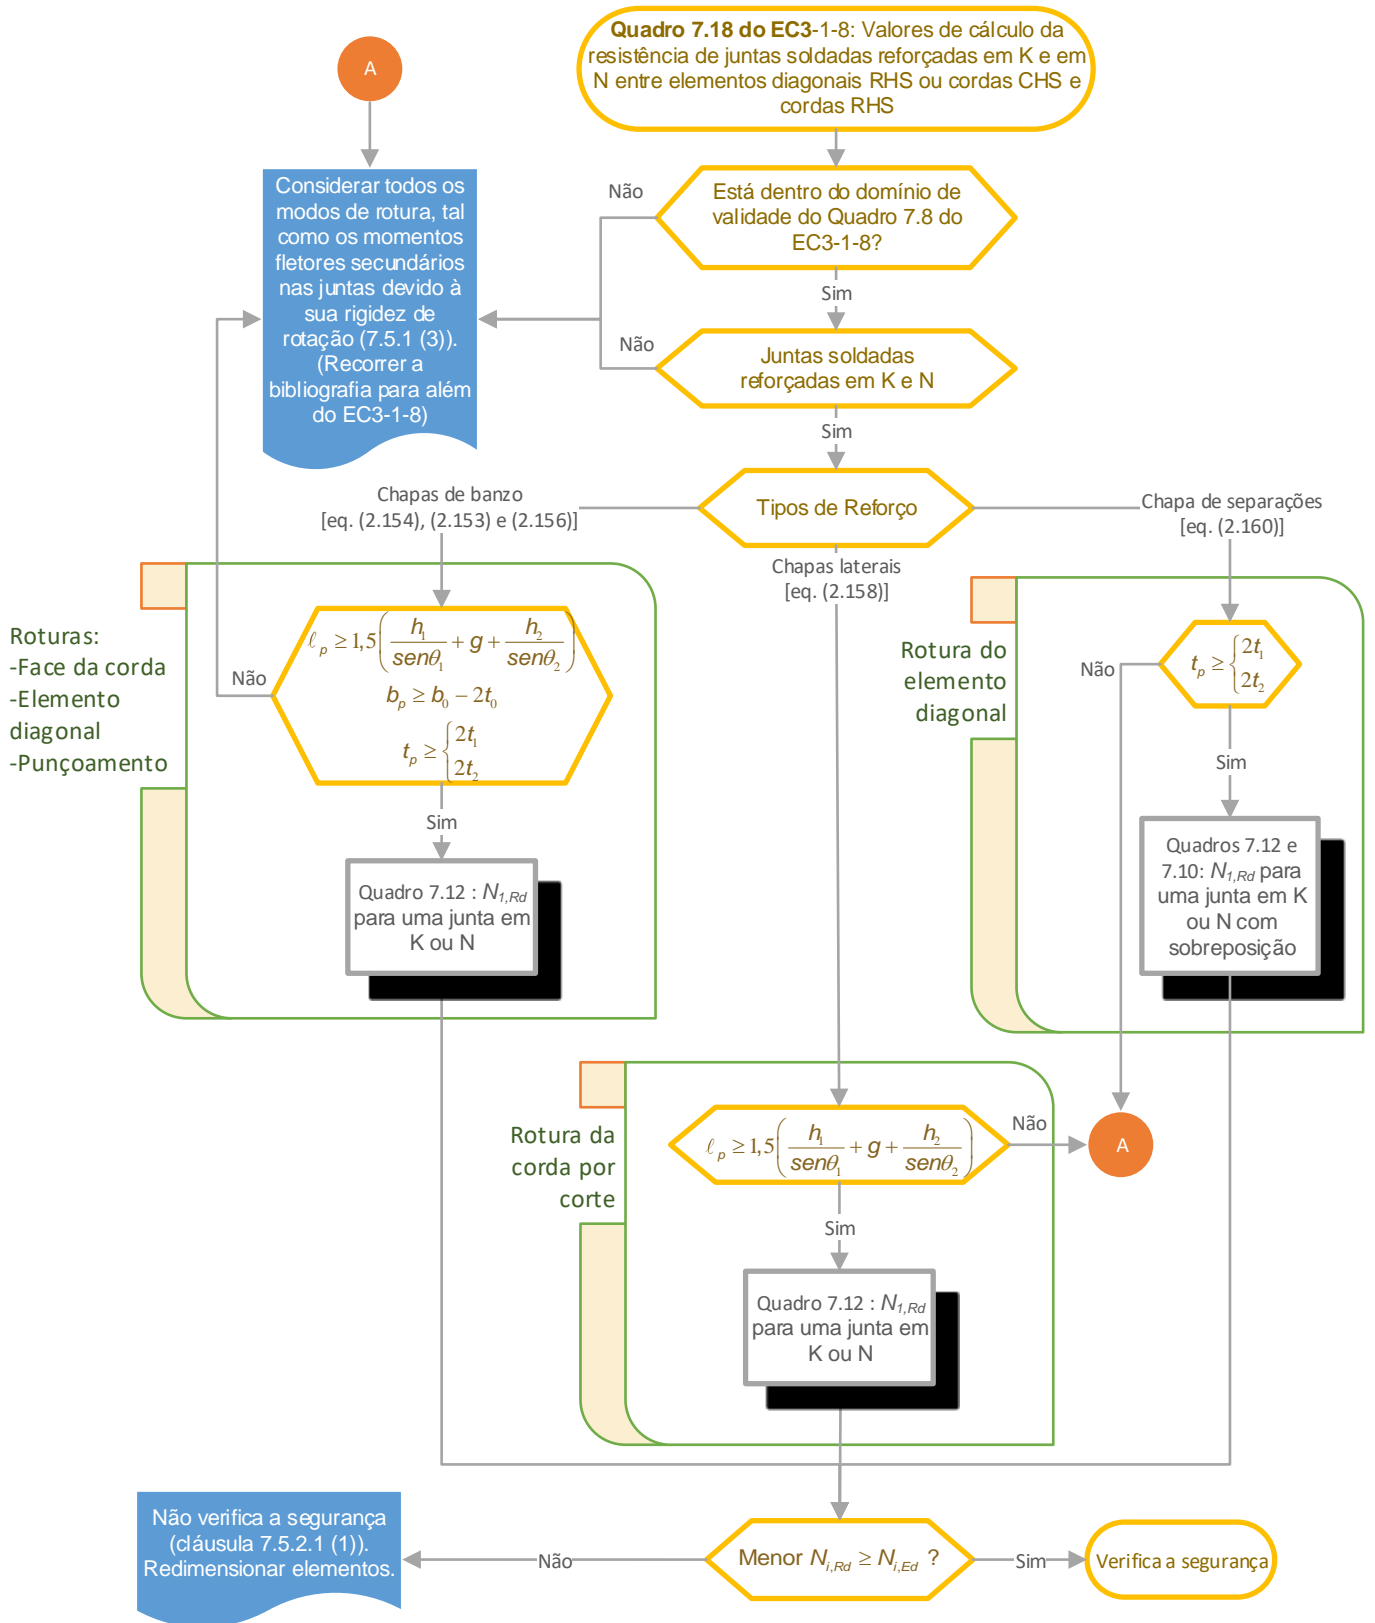 Quadro 7.18 do EC3-1-8: Valores de cálculo da
resistência de juntas soldadas reforçadas em K e em
N entre elementos diagonais RHS ou cordas CHS e
cordas RHS
A
Considerar todos os
modos de rotura, tal
como os momentos
fletores secundários
nas juntas devido à
sua rigidez de
rotação (7.5.1 (3)).
(Recorrer a
bibliografia para além
do EC3-1-8)
Não
Está dentro do domínio de
validade do Quadro 7.8 do
EC3-1-8?
Sim
Não
Juntas soldadas
reforçadas em K e N
Sim
Tipos de Reforço
Chapas de banzo
[eq. (2.154), (2.153) e (2.156)]
Chapas laterais
[eq. (2.158)]
Chapa de separações
[eq. (2.160)]
Roturas:
-Face da corda
-Elemento
diagonal
-Punçoamento
Não
ℓp ≥ 1,5(h1/senθ1 + g + h2/senθ2)
bp ≥ b0 − 2t0
tp ≥ {2t1
2t2
Sim
Quadro 7.12 : N1,Rd
para uma junta em
K ou N
Rotura do
elemento
diagonal
Não
tp ≥ {2t1
2t2
Sim
Quadros 7.12 e
7.10: N1,Rd para
uma junta em K
ou N com
sobreposição
Rotura da
corda por
corte
ℓp ≥ 1,5(h1/senθ1 + g + h2/senθ2)
Não
A
Sim
Quadro 7.12 : N1,Rd
para uma junta em
K ou N
Não verifica a segurança
(cláusula 7.5.2.1 (1)).
Redimensionar elementos.
Não
Menor Ni,Rd ≥ Ni,Ed ?
Sim
Verifica a segurança